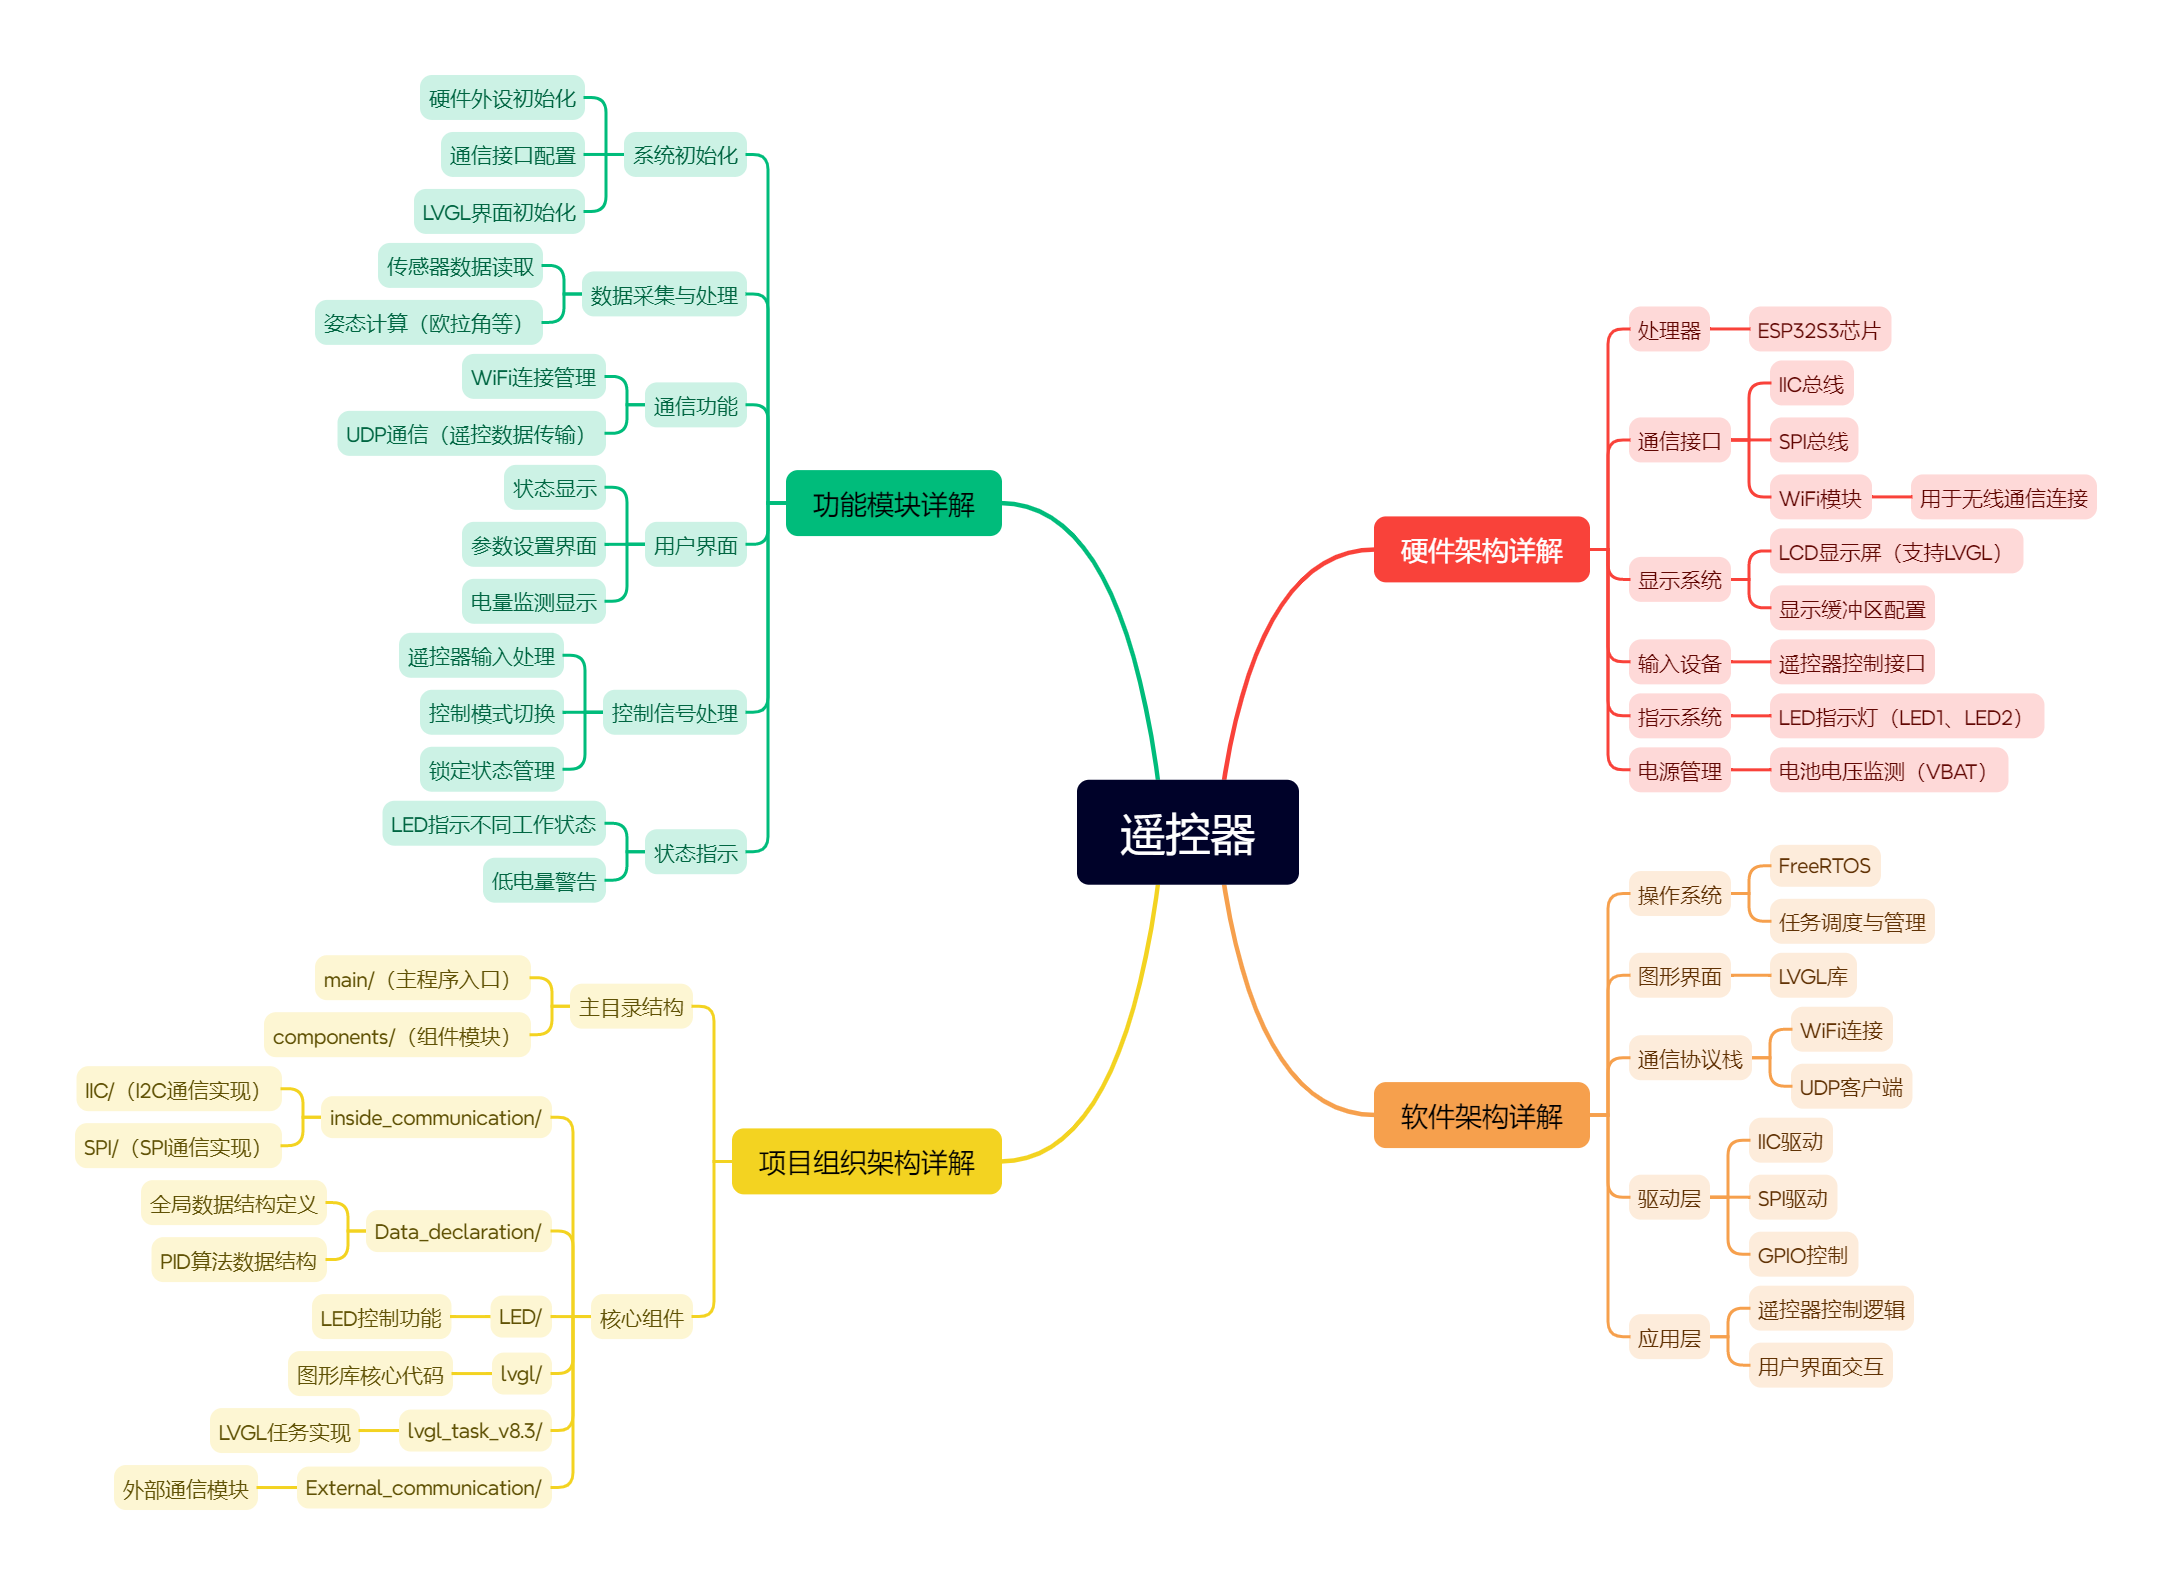 遥控器
硬件架构详解
处理器
ESP32S3芯片
通信接口
IIC总线
SPI总线
WiFi模块
用于无线通信连接
显示系统
LCD显示屏（支持LVGL）
显示缓冲区配置
输入设备
遥控器控制接口
指示系统
LED指示灯（LED1、LED2）
电源管理
电池电压监测（VBAT）
软件架构详解
操作系统
FreeRTOS
任务调度与管理
图形界面
LVGL库
通信协议栈
WiFi连接
UDP客户端
驱动层
IIC驱动
SPI驱动
GPIO控制
应用层
遥控器控制逻辑
用户界面交互
功能模块详解
系统初始化
硬件外设初始化
通信接口配置
LVGL界面初始化
数据采集与处理
传感器数据读取
姿态计算（欧拉角等）
通信功能
WiFi连接管理
UDP通信（遥控数据传输）
用户界面
状态显示
参数设置界面
电量监测显示
控制信号处理
遥控器输入处理
控制模式切换
锁定状态管理
状态指示
LED指示不同工作状态
低电量警告
项目组织架构详解
主目录结构
main/（主程序入口）
components/（组件模块）
核心组件
inside_communication/
IIC/（I2C通信实现）
SPI/（SPI通信实现）
Data_declaration/
全局数据结构定义
PID算法数据结构
LED/
LED控制功能
lvgl/
图形库核心代码
lvgl_task_v8.3/
LVGL任务实现
External_communication/
外部通信模块